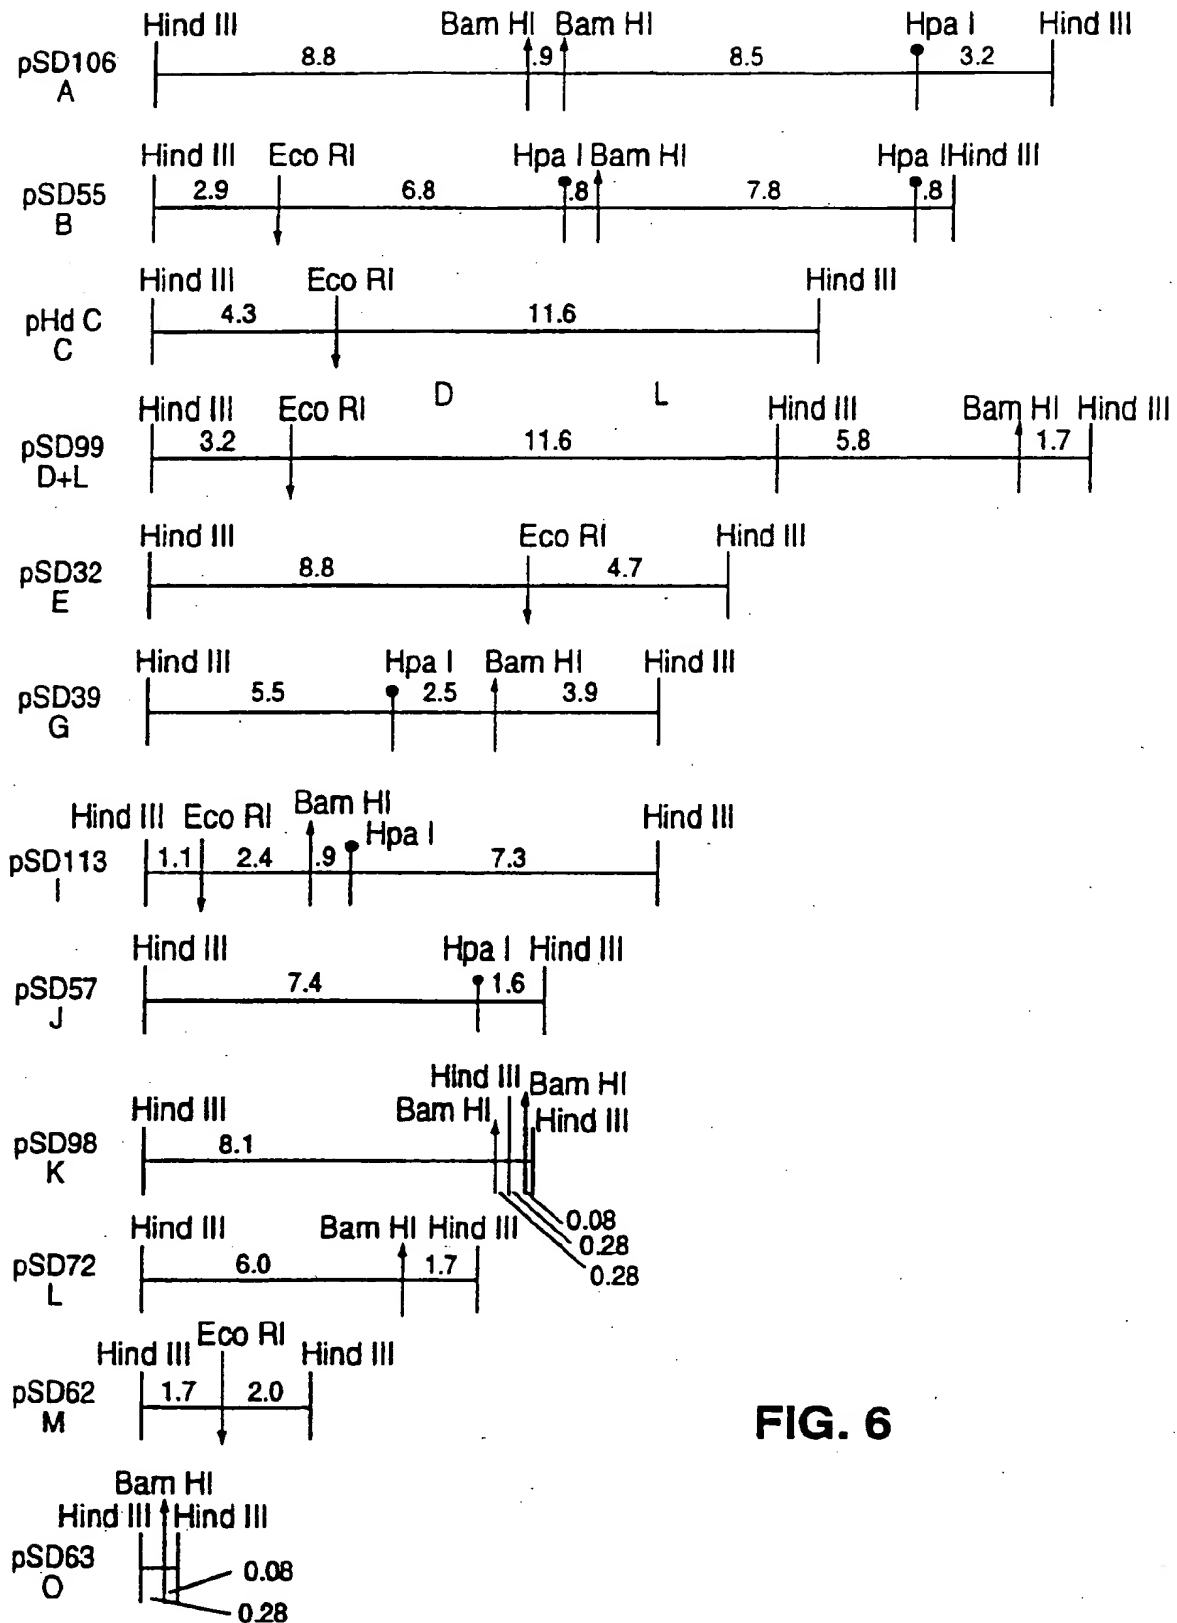 Hind III Bam HI Bam HI Hpa I Hind III
pSD106 8.8 .9 8.5 3.2
A
Hind III Eco RI Hpa I Bam HI Hpa I Hind III
pSD55 2.9 6.8 .8 7.8 .8
B
Hind III Eco RI Hind III
pHd C 4.3 11.6
C
D L
Hind III Eco RI Hind III Bam HI Hind III
pSD99 3.2 11.6 5.8 1.7
D+L
Hind III Eco RI Hind III
pSD32 8.8 4.7
E
Hind III Hpa I Bam HI Hind III
pSD39 5.5 2.5 3.9
G
Bam HI
Hind III Eco RI Hpa I Hind III
pSD113 1.1 2.4 .9 7.3
I
Hind III Hpa I Hind III
pSD57 7.4 1.6
J
Hind III Bam HI
Hind III Bam HI Hind III
pSD98 8.1
K
0.08
0.28
0.28
Hind III Bam HI Hind III
pSD72 6.0 1.7
L
Eco RI
Hind III Hind III
pSD62 1.7 2.0
M
FIG. 6
Bam HI
Hind III Hind III
pSD63
O
0.08
0.28